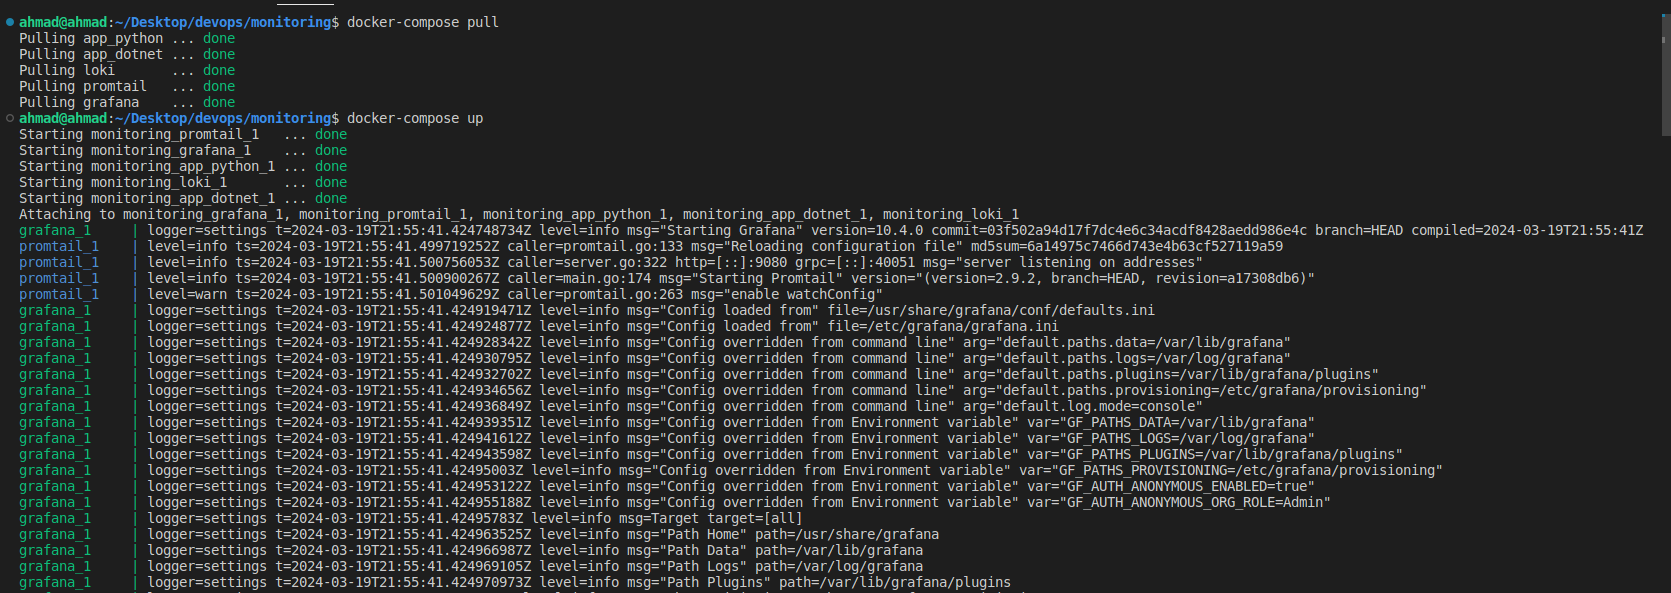 ahmad@ahmad:~/Desktop/devops/monitoring$ docker-compose pull
Pulling app_python ... done
Pulling app_dotnet ... done
Pulling loki       ... done
Pulling promtail   ... done
Pulling grafana    ... done
ahmad@ahmad:~/Desktop/devops/monitoring$ docker-compose up
Starting monitoring_promtail_1   ... done
Starting monitoring_grafana_1    ... done
Starting monitoring_app_python_1 ... done
Starting monitoring_loki_1       ... done
Starting monitoring_app_dotnet_1 ... done
Attaching to monitoring_grafana_1, monitoring_promtail_1, monitoring_app_python_1, monitoring_app_dotnet_1, monitoring_loki_1
grafana_1     | logger=settings t=2024-03-19T21:55:41.424748734Z level=info msg="Starting Grafana" version=10.4.0 commit=03f502a94d17f7dc4e6c34acdf8428aedd986e4c branch=HEAD compiled=2024-03-19T21:55:41Z
promtail_1    | level=info ts=2024-03-19T21:55:41.499719252Z caller=promtail.go:133 msg="Reloading configuration file" md5sum=6a14975c7466d743e4b63cf527119a59
promtail_1    | level=info ts=2024-03-19T21:55:41.500756053Z caller=server.go:322 http=[::]:9080 grpc=[::]:40051 msg="server listening on addresses"
promtail_1    | level=info ts=2024-03-19T21:55:41.500900267Z caller=main.go:174 msg="Starting Promtail" version="(version=2.9.2, branch=HEAD, revision=a17308db6)"
promtail_1    | level=warn ts=2024-03-19T21:55:41.501049629Z caller=promtail.go:263 msg="enable watchConfig"
grafana_1     | logger=settings t=2024-03-19T21:55:41.424919471Z level=info msg="Config loaded from" file=/usr/share/grafana/conf/defaults.ini
grafana_1     | logger=settings t=2024-03-19T21:55:41.424924877Z level=info msg="Config loaded from" file=/etc/grafana/grafana.ini
grafana_1     | logger=settings t=2024-03-19T21:55:41.424928342Z level=info msg="Config overridden from command line" arg="default.paths.data=/var/lib/grafana"
grafana_1     | logger=settings t=2024-03-19T21:55:41.424930795Z level=info msg="Config overridden from command line" arg="default.paths.logs=/var/log/grafana"
grafana_1     | logger=settings t=2024-03-19T21:55:41.424932702Z level=info msg="Config overridden from command line" arg="default.paths.plugins=/var/lib/grafana/plugins"
grafana_1     | logger=settings t=2024-03-19T21:55:41.424934656Z level=info msg="Config overridden from command line" arg="default.paths.provisioning=/etc/grafana/provisioning"
grafana_1     | logger=settings t=2024-03-19T21:55:41.424936849Z level=info msg="Config overridden from command line" arg="default.log.mode=console"
grafana_1     | logger=settings t=2024-03-19T21:55:41.424939351Z level=info msg="Config overridden from Environment variable" var="GF_PATHS_DATA=/var/lib/grafana"
grafana_1     | logger=settings t=2024-03-19T21:55:41.424941612Z level=info msg="Config overridden from Environment variable" var="GF_PATHS_LOGS=/var/log/grafana"
grafana_1     | logger=settings t=2024-03-19T21:55:41.424943598Z level=info msg="Config overridden from Environment variable" var="GF_PATHS_PLUGINS=/var/lib/grafana/plugins"
grafana_1     | logger=settings t=2024-03-19T21:55:41.42495003Z level=info msg="Config overridden from Environment variable" var="GF_PATHS_PROVISIONING=/etc/grafana/provisioning"
grafana_1     | logger=settings t=2024-03-19T21:55:41.424953122Z level=info msg="Config overridden from Environment variable" var="GF_AUTH_ANONYMOUS_ENABLED=true"
grafana_1     | logger=settings t=2024-03-19T21:55:41.424955188Z level=info msg="Config overridden from Environment variable" var="GF_AUTH_ANONYMOUS_ORG_ROLE=Admin"
grafana_1     | logger=settings t=2024-03-19T21:55:41.42495783Z level=info msg=Target target=[all]
grafana_1     | logger=settings t=2024-03-19T21:55:41.424963525Z level=info msg="Path Home" path=/usr/share/grafana
grafana_1     | logger=settings t=2024-03-19T21:55:41.424966987Z level=info msg="Path Data" path=/var/lib/grafana
grafana_1     | logger=settings t=2024-03-19T21:55:41.424969105Z level=info msg="Path Logs" path=/var/log/grafana
grafana_1     | logger=settings t=2024-03-19T21:55:41.424970973Z level=info msg="Path Plugins" path=/var/lib/grafana/plugins